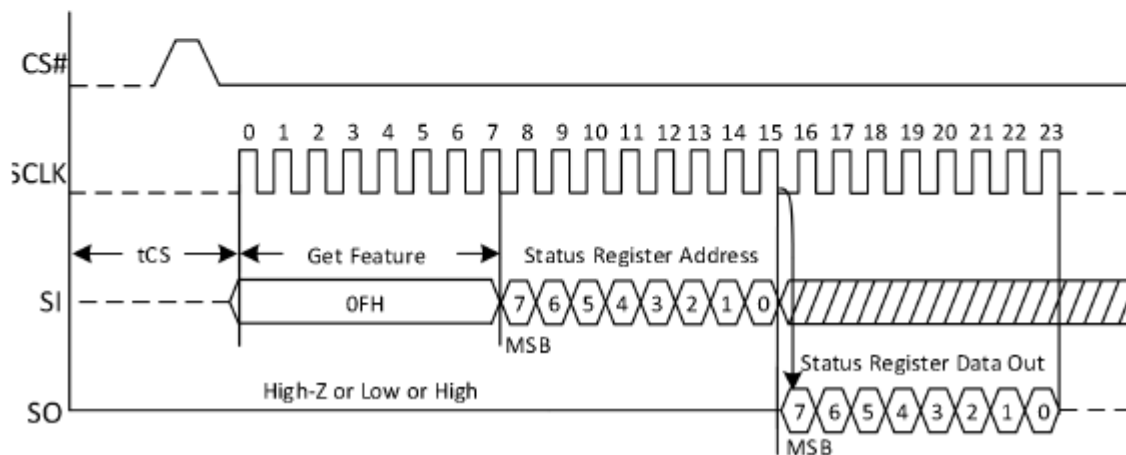 CS#
0 1 2 3 4 5 6 7 8 9 10 11 12 13 14 15 16 17 18 19 20 21 22 23
SCLK
tCS Get Feature Status Register Address
SI 0FH 7 6 5 4 3 2 1 0
MSB
Status Register Data Out
High-Z or Low or High
SO 7 6 5 4 3 2 1 0
MSB